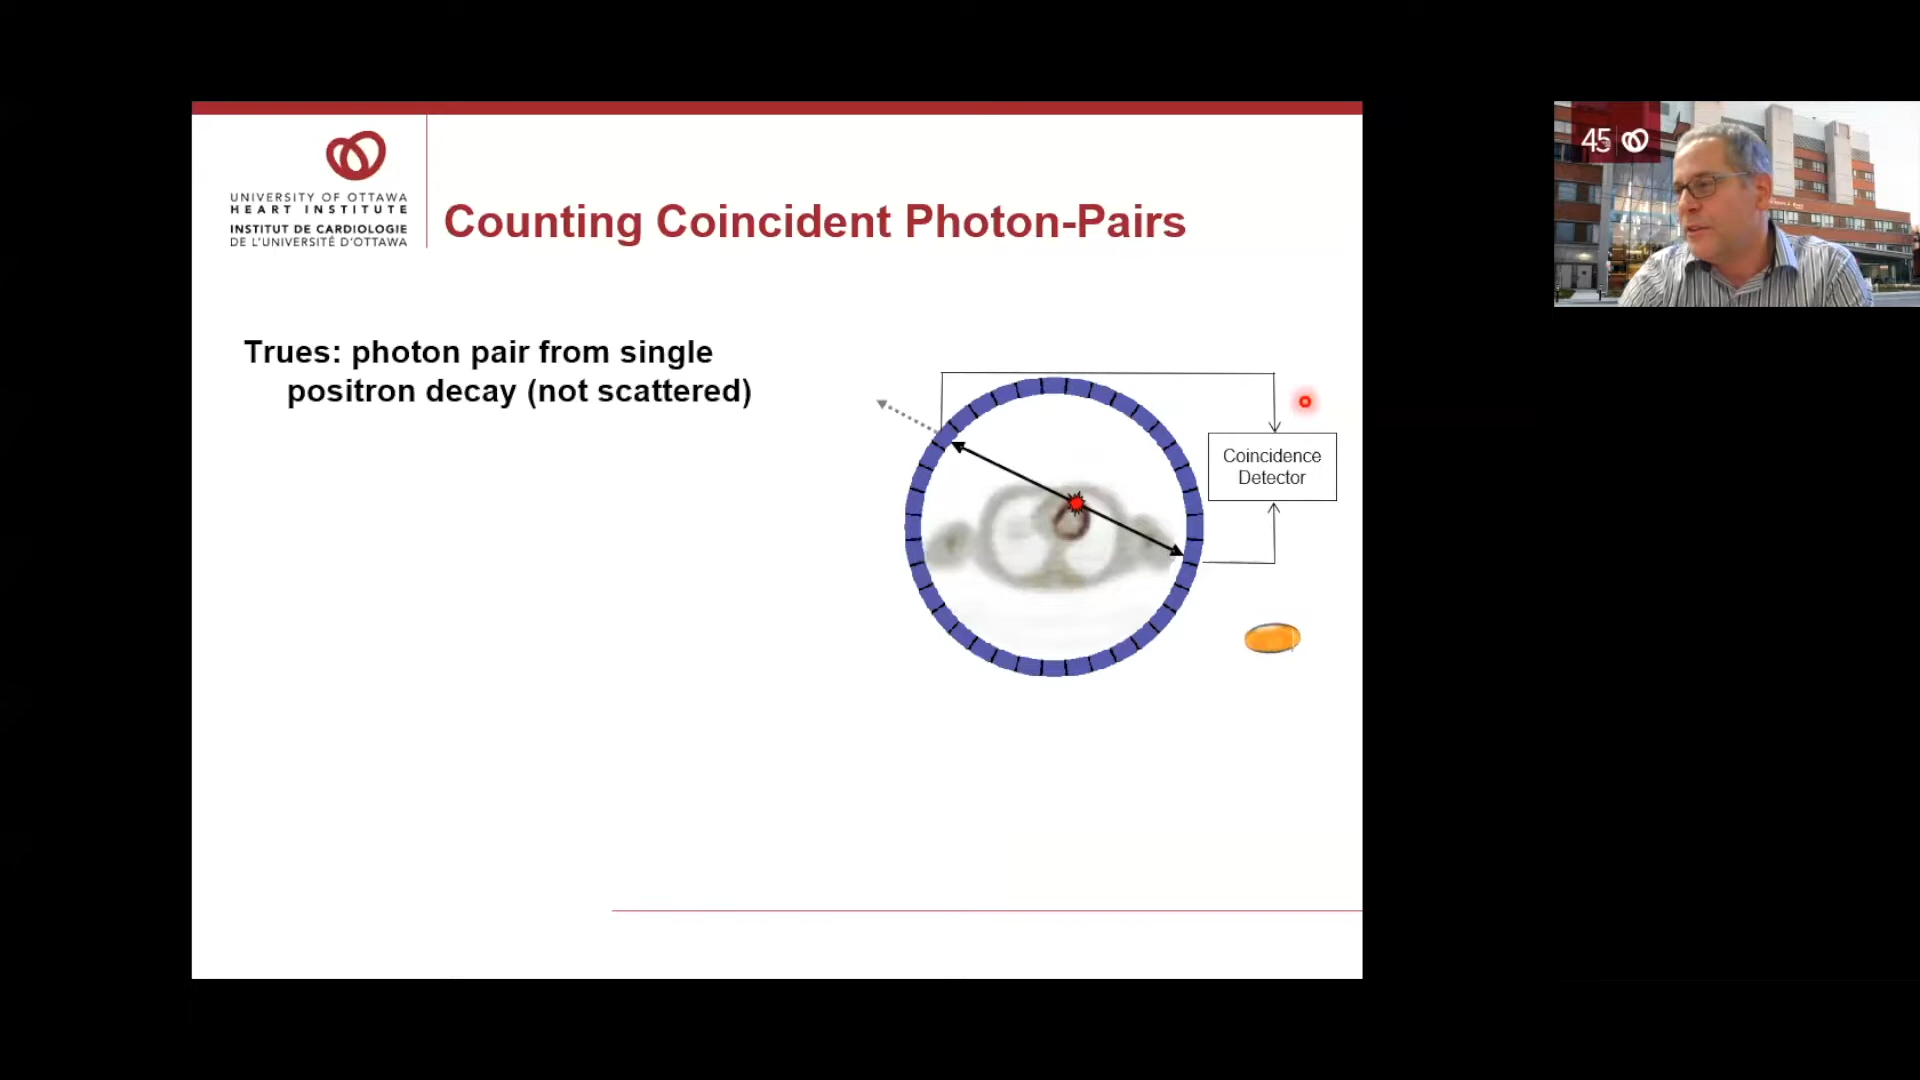 UNIVERSITY OF OTTAWA
HEART INSTITUTE
INSTITUT DE CARDIOLOGIE
DE L'UNIVERSITÉ D'OTTAWA
Counting Coincident Photon-Pairs
Trues: photon pair from single
positron decay (not scattered)
Coincidence
Detector
45